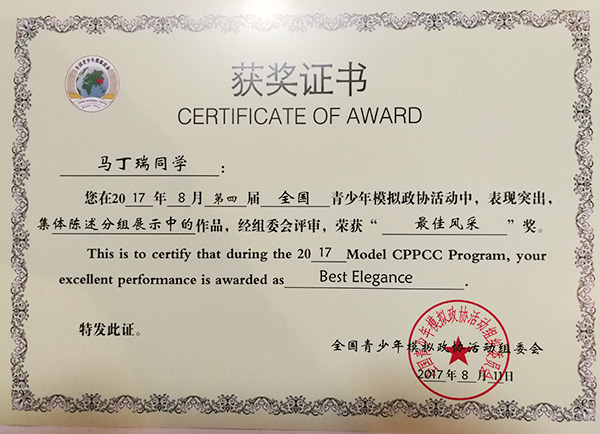 获奖证书
CERTIFICATE OF AWARD
马丁瑞同学：
您在2017年8月第四届全国青少年模拟政协活动中，表现突出，
集体陈述分组展示中的作品，经组委会评审，荣获“最佳风采”奖。
This is to certify that during the 2017 Model CPPCC Program, your
excellent performance is awarded as Best Elegance.
特发此证。
全国青少年模拟政协活动组委会
2017年8月11日